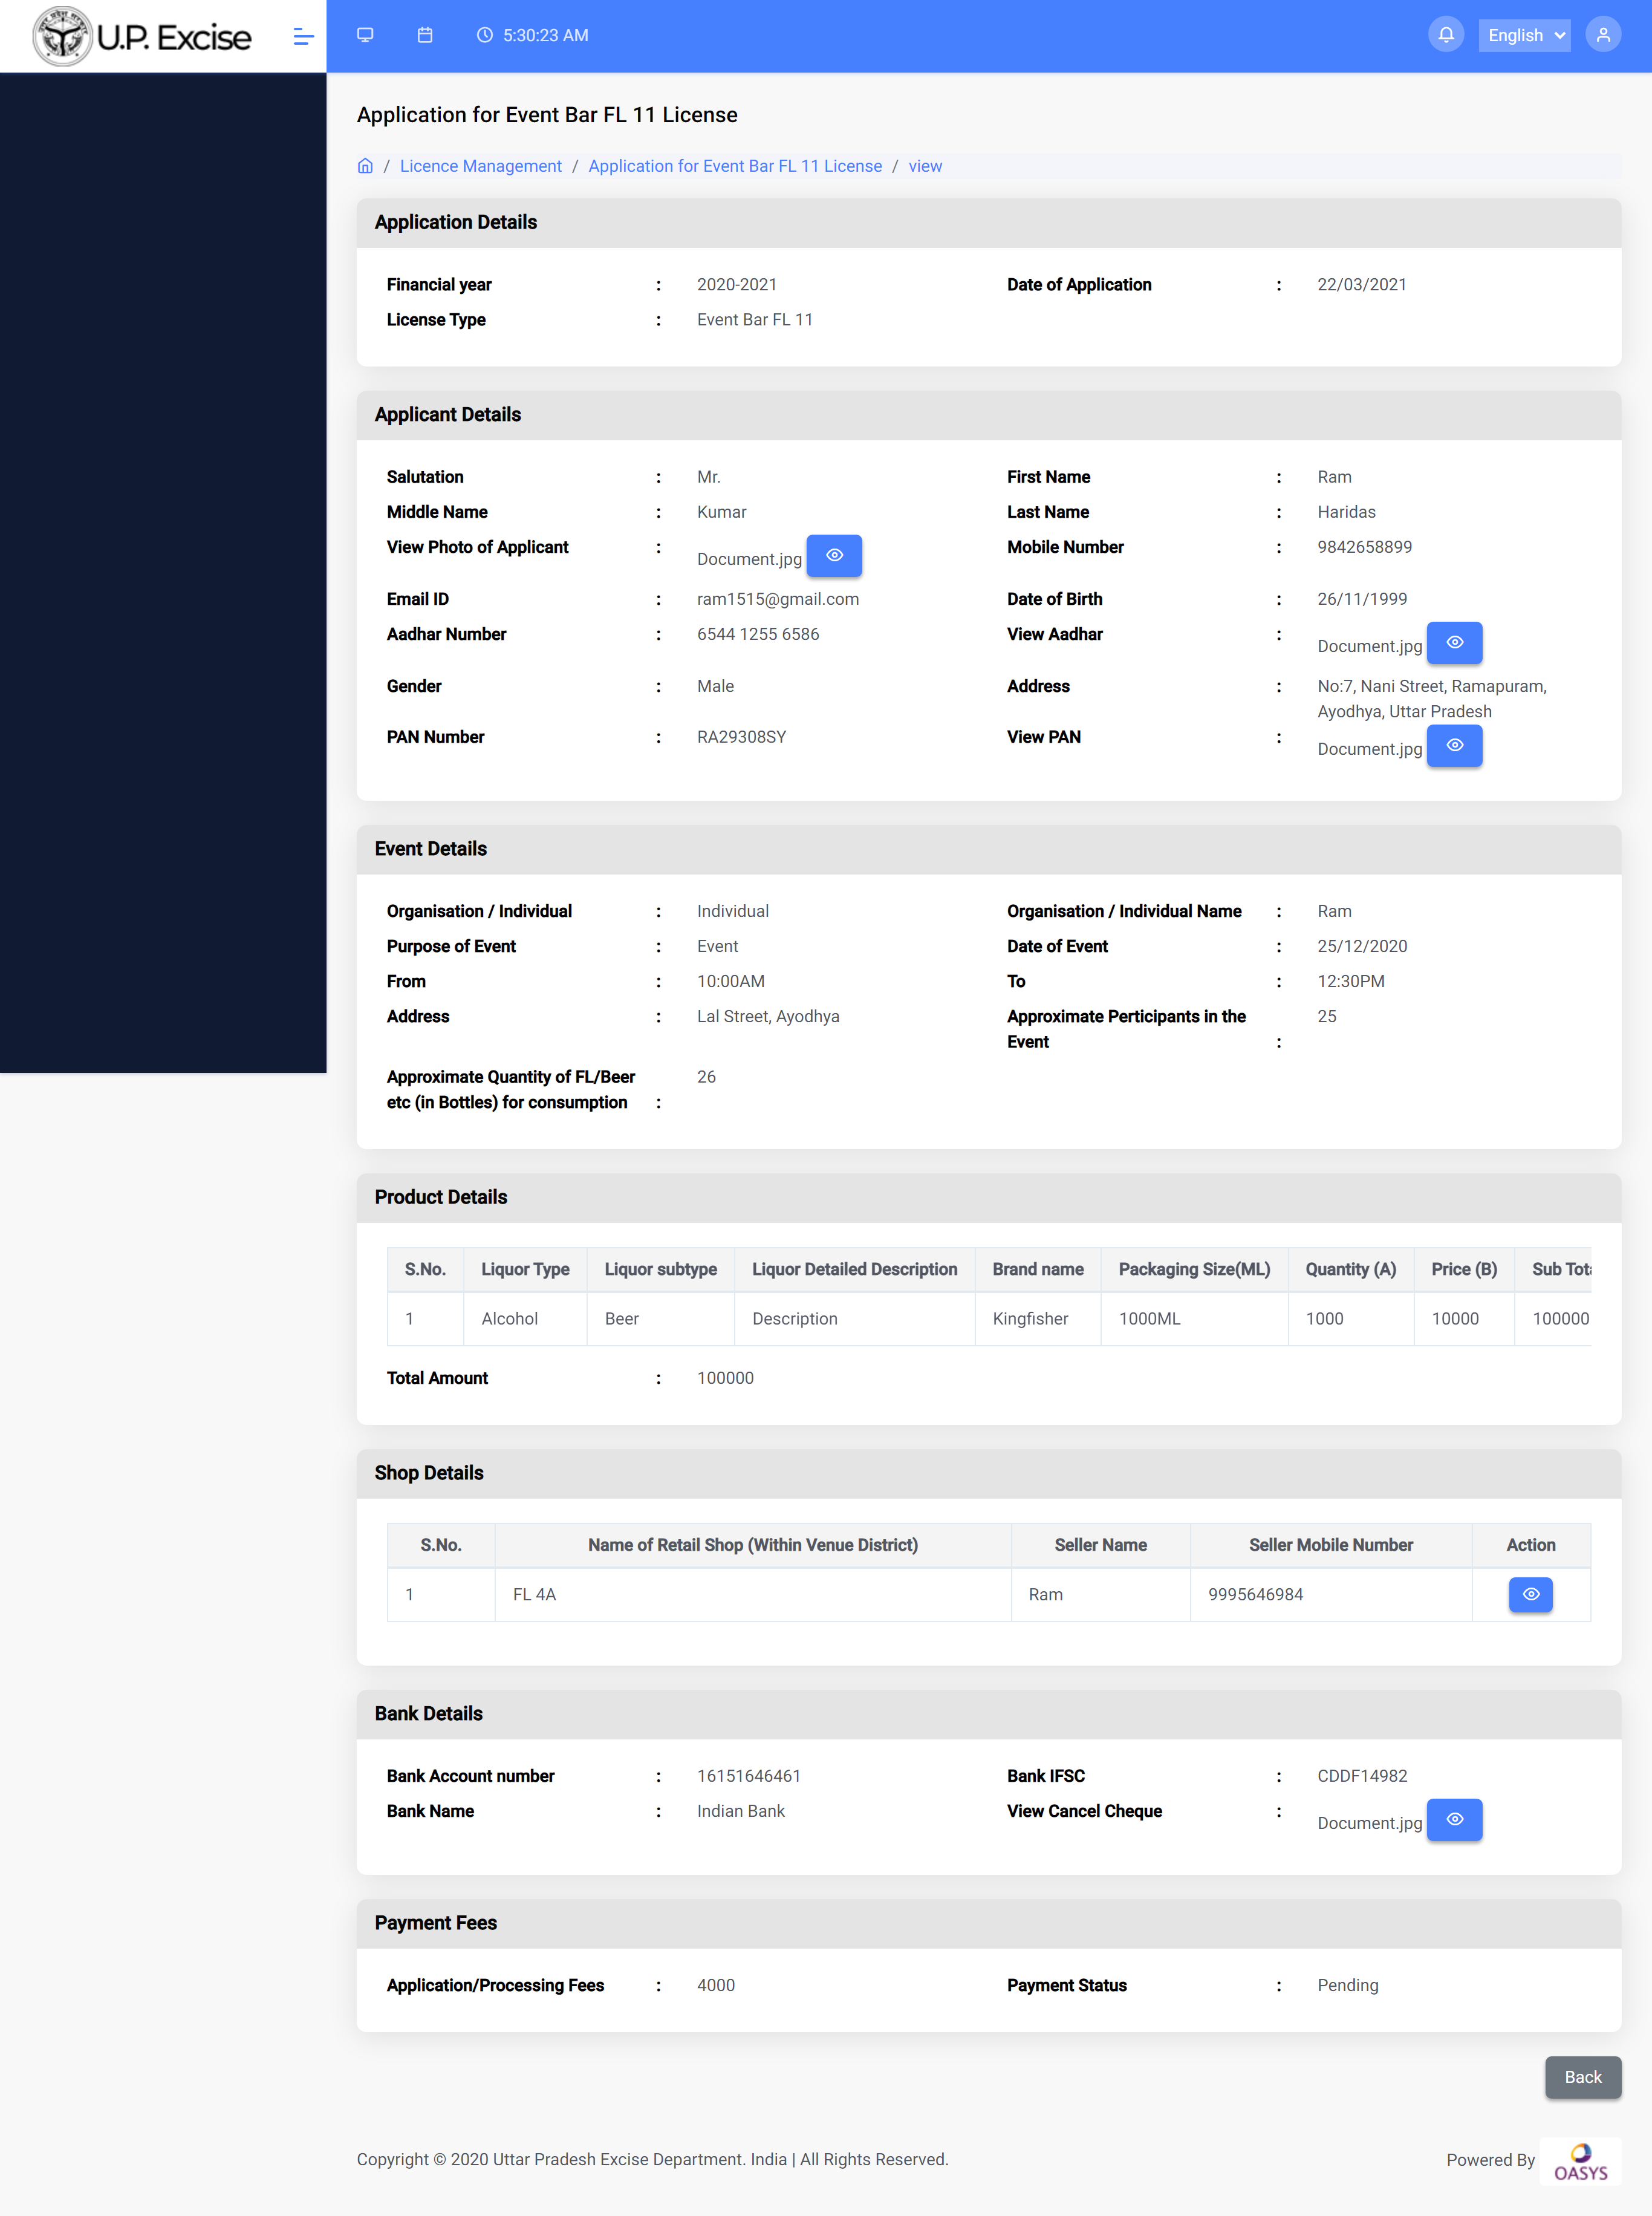 U.P. Excise
5:30:23 AM
English
Application for Event Bar FL 11 License
/ Licence Management / Application for Event Bar FL 11 License / view
Application Details
Financial year : 2020-2021 Date of Application : 22/03/2021
License Type : Event Bar FL 11
Applicant Details
Salutation : Mr. First Name : Ram
Middle Name : Kumar Last Name : Haridas
View Photo of Applicant : Document.jpg Mobile Number : 9842658899
Email ID : ram1515@gmail.com Date of Birth : 26/11/1999
Aadhar Number : 6544 1255 6586 View Aadhar : Document.jpg
Gender : Male Address : No:7, Nani Street, Ramapuram,
Ayodhya, Uttar Pradesh
PAN Number : RA29308SY View PAN : Document.jpg
Event Details
Organisation / Individual : Individual Organisation / Individual Name : Ram
Purpose of Event : Event Date of Event : 25/12/2020
From : 10:00AM To : 12:30PM
Address : Lal Street, Ayodhya Approximate Perticipants in the 25
Event :
Approximate Quantity of FL/Beer 26
etc (in Bottles) for consumption :
Product Details
S.No. Liquor Type Liquor subtype Liquor Detailed Description Brand name Packaging Size(ML) Quantity (A) Price (B) Sub Tota
1 Alcohol Beer Description Kingfisher 1000ML 1000 10000 100000
Total Amount : 100000
Shop Details
S.No. Name of Retail Shop (Within Venue District) Seller Name Seller Mobile Number Action
1 FL 4A Ram 9995646984
Bank Details
Bank Account number : 16151646461 Bank IFSC : CDDF14982
Bank Name : Indian Bank View Cancel Cheque : Document.jpg
Payment Fees
Application/Processing Fees : 4000 Payment Status : Pending
Back
Copyright © 2020 Uttar Pradesh Excise Department. India | All Rights Reserved. Powered By OASYS